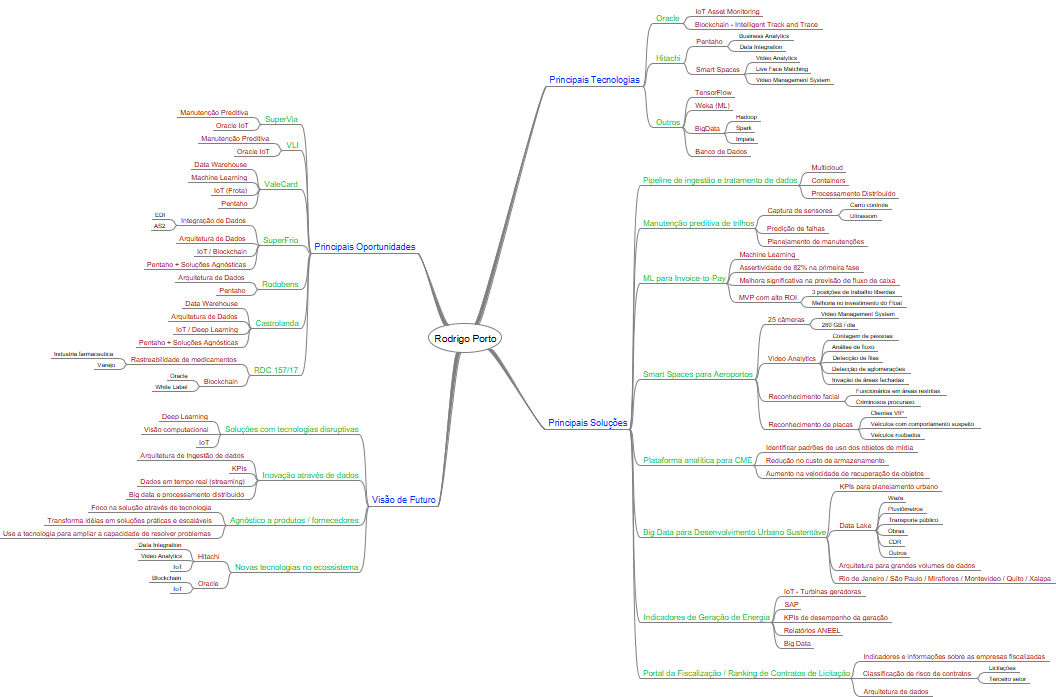 Rodrigo Porto
Principais Tecnologias
Oracle
IoT Asset Monitoring
Blockchain - Intelligent Track and Trace
Hitachi
Pentaho
Business Analytics
Data Integration
Smart Spaces
Video Analytics
Live Face Matching
Video Management System
Outros
TensorFlow
Weka (ML)
BigData
Hadoop
Spark
Impala
Banco de Dados
Principais Soluções
Pipeline de ingestão e tratamento de dados
Multicloud
Containers
Processamento Distribuído
Manutenção preditiva de trilhos
Captura de sensores
Carro controle
Ultrassom
Predição de falhas
Planejamento de manutenções
ML para Invoice-to-Pay
Machine Learning
Assertividade de 82% na primeira fase
Melhora significativa na previsão de fluxo de caixa
MVP com alto ROI
3 posições de trabalho liberdas
Melhoria no investimento do Float
Smart Spaces para Aeroportos
25 câmeras
Video Management System
280 GB / dia
Video Analytics
Contagem de pessoas
Análise de fluxo
Detecção de filas
Detecção de aglomerações
Invação de áreas fechadas
Reconhecimento facial
Funcionários em áreas restritas
Criminosos procuraso
Reconhecimento de placas
Clientes VIP
Veículos com comportamento suspeito
Veículos roubados
Plataforma analítica para CME
Identificar padrões de uso dos objetos de mídia
Redução no custo de armazenamento
Aumento na velocidade de recuperação de objetos
Big Data para Desenvolvimento Urbano Sustentáve
KPIs para planejamento urbano
Data Lake
Waze
Pluviômetros
Transporte público
Obras
CDR
Outros
Arquitetura para grandes volumes de dados
Rio de Janeiro / São Paulo / Miraflores / Montevideo / Quito / Xalapa
Indicadores de Geração de Energia
IoT - Turbinas geradoras
SAP
KPIs de desempenho da geração
Relatórios ANEEL
Big Data
Portal da Fiscalização / Ranking de Contratos de Licitação
Indicadores e informações sobre as empresas fiscalizadas
Classificação de risco de contratos
Licitações
Terceiro setor
Arquitetura de dados
Principais Oportunidades
SuperVia
Manutenção Preditiva
Oracle IoT
VLI
Manutenção Preditiva
Oracle IoT
ValeCard
Data Warehouse
Machine Learning
IoT (Frota)
Pentaho
SuperFrio
Integração de Dados
EDI
AS2
Arquitetura de Dados
IoT / Blockchain
Pentaho + Soluções Agnósticas
Rodobens
Arquitetura de Dados
Pentaho
Castrolanda
Data Warehouse
Arquitetura de Dados
IoT / Deep Learning
Pentaho + Soluções Agnósticas
RDC 157/17
Rastreabilidade de medicamentos
Industria farmaceutica
Varejo
Blockchain
Oracle
White Label
Visão de Futuro
Soluções com tecnologias disruptivas
Deep Learning
Visão computacional
IoT
Inovação através de dados
Arquitetura de Ingestão de dados
KPIs
Dados em tempo real (streaming)
Big data e processamento distribuído
Agnóstico a produtos / fornecedores
Foco na solução através de tecnologia
Transforma idéias em soluções práticas e escaláveis
Use a tecnologia para ampliar a capacidade de resolver problemas
Novas tecnologias no ecossistema
Hitachi
Data Integration
Video Analytics
IoT
Oracle
Blockchain
IoT